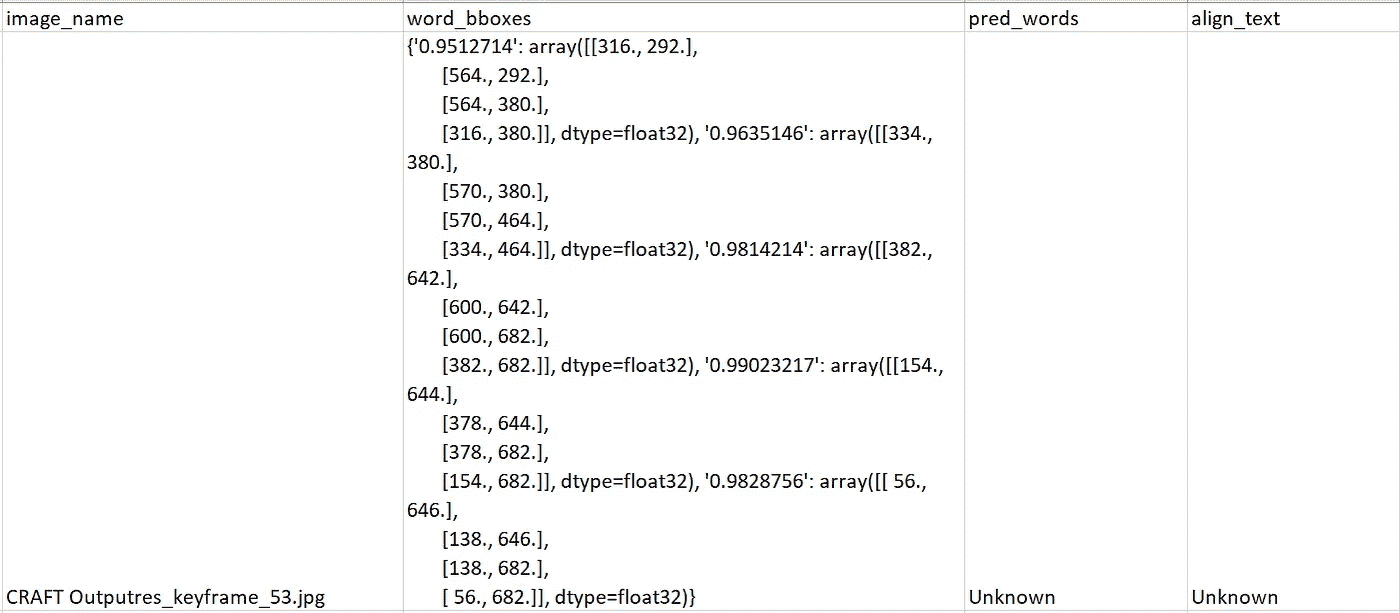 image_name word_bboxes pred_words align_text
{'0.9512714': array([[316., 292.],
[564., 292.],
[564., 380.],
[316., 380.]], dtype=float32), '0.9635146': array([[334.,
380.],
[570., 380.],
[570., 464.],
[334., 464.]], dtype=float32), '0.9814214': array([[382.,
642.],
[600., 642.],
[600., 682.],
[382., 682.]], dtype=float32), '0.99023217': array([[154.,
644.],
[378., 644.],
[378., 682.],
[154., 682.]], dtype=float32), '0.9828756': array([[ 56.,
646.],
[138., 646.],
[138., 682.],
CRAFT Outputres_keyframe_53.jpg [ 56., 682.]], dtype=float32)} Unknown Unknown